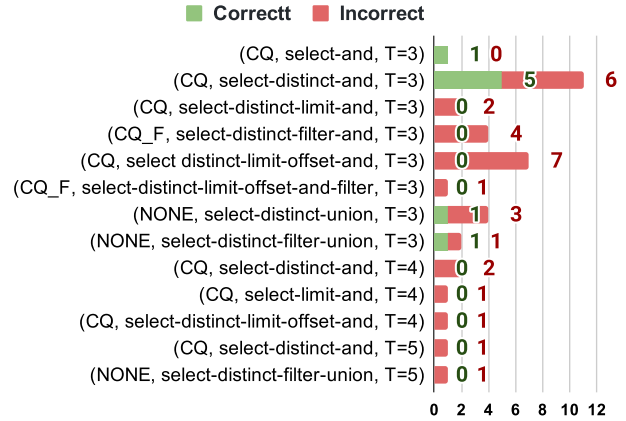 Correctt Incorrect
(CQ, select-and, T=3) 1 0
(CQ, select-distinct-and, T=3) 5 6
(CQ, select-distinct-limit-and, T=3) 0 2
(CQ_F, select-distinct-filter-and, T=3) 0 4
(CQ, select distinct-limit-offset-and, T=3) 0 7
(CQ_F, select-distinct-limit-offset-and-filter, T=3) 0 1
(NONE, select-distinct-union, T=3) 1 3
(NONE, select-distinct-filter-union, T=3) 1 1
(CQ, select-distinct-and, T=4) 0 2
(CQ, select-limit-and, T=4) 0 1
(CQ, select-distinct-limit-offset-and, T=4) 0 1
(CQ, select-distinct-and, T=5) 0 1
(NONE, select-distinct-filter-union, T=5) 0 1
0 2 4 6 8 10 12